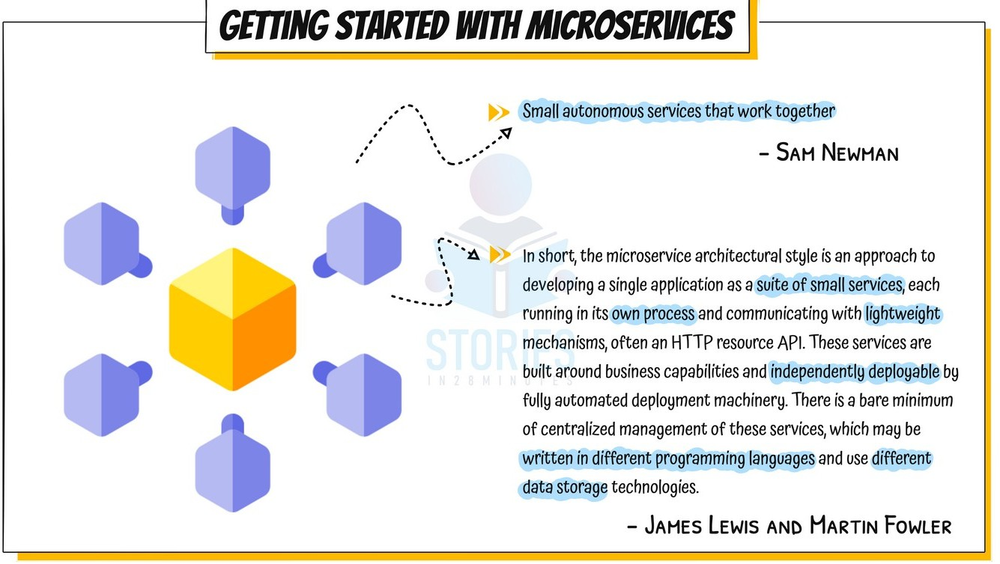 GETTING STARTED WITH MICROSERVICES
Small autonomous services that work together
– SAM NEWMAN
In short, the microservice architectural style is an approach to
developing a single application as a suite of small services, each
running in its own process and communicating with lightweight
mechanisms, often an HTTP resource API. These services are
built around business capabilities and independently deployable by
fully automated deployment machinery. There is a bare minimum
of centralized management of these services, which may be
written in different programming languages and use different
data storage technologies.
– JAMES LEWIS AND MARTIN FOWLER
STORIES
IN28MINUTES